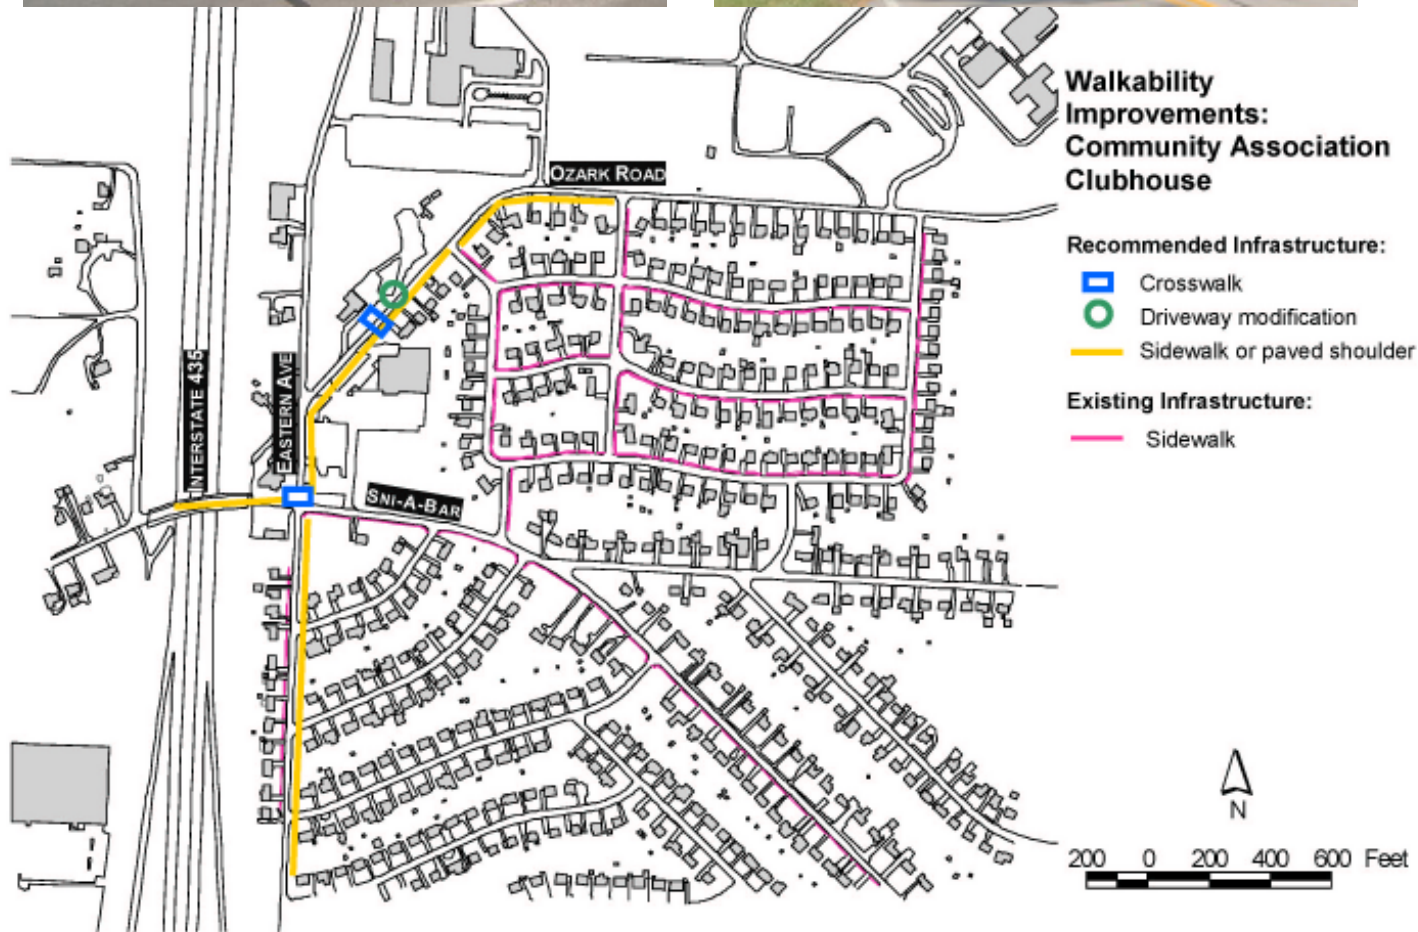 Walkability
Improvements:
Community Association
Clubhouse
OZARK ROAD
Recommended Infrastructure:
Crosswalk
Driveway modification
Sidewalk or paved shoulder
INTERSTATE 435
EASTERN AVE
Existing Infrastructure:
Sidewalk
SNI-A-BAR
N
200 0 200 400 600 Feet